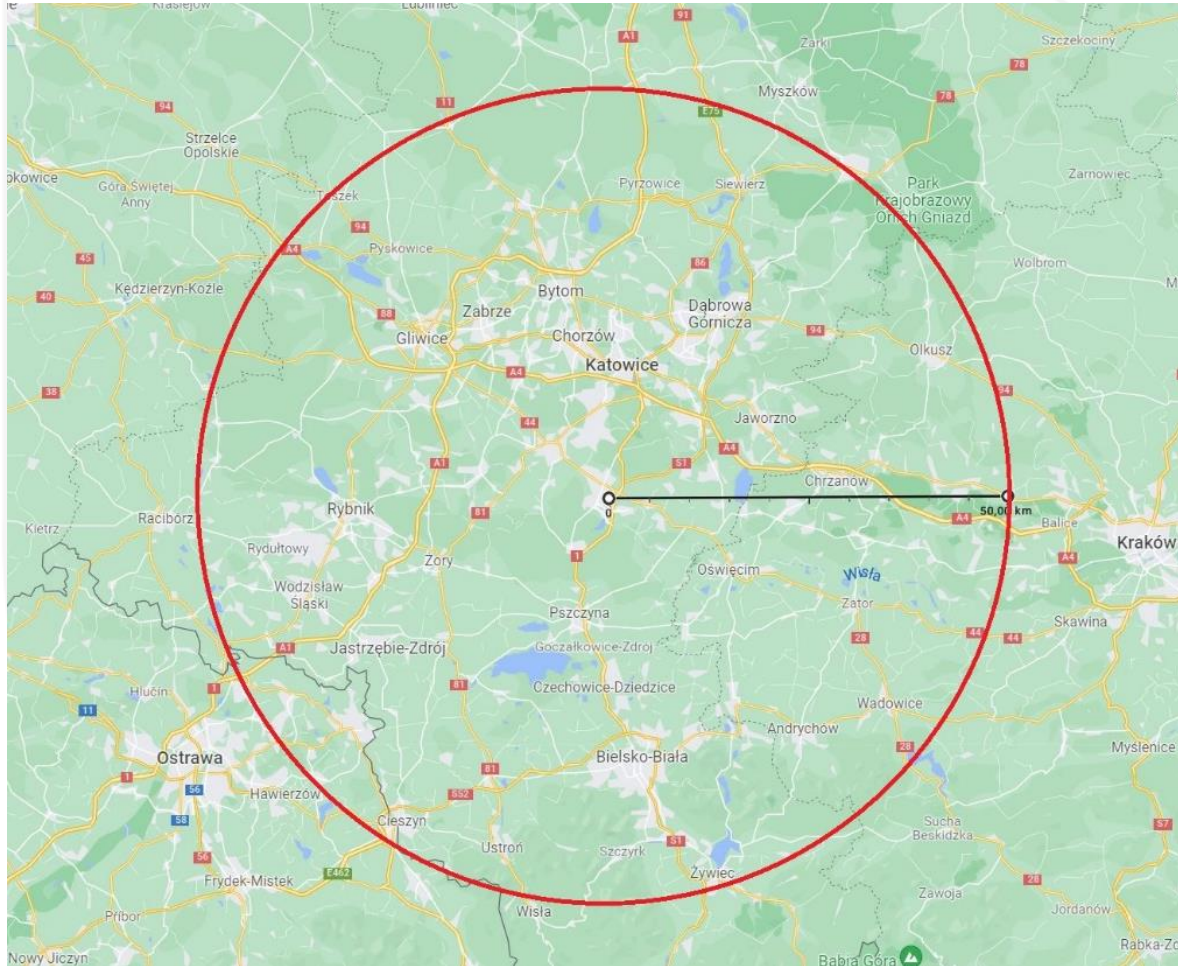 Krasiejów
Lubliniec
A1
91
Żarki
Szczekociny
78
94
11
E75
Myszków
78
Strzelce
Opolskie
Góra Świętej
Anny
Toszek
Pyrzowice
Siewierz
Park
Krajobrazowy
Orlich Gniazd
Żarnowiec
94
A4
Pyskowice
45
86
Wolbrom
Kędzierzyn-Koźle
40
Bytom
Zabrze
88
Gliwice
Chorzów
Dąbrowa
Górnicza
94
Olkusz
Katowice
A4
38
94
44
Jaworzno
A4
A1
S1
Chrzanów
Rybnik
0
50,00 km
81
Racibórz
A4
Balice
Kietrz
Kraków
Rydułtowy
Żory
1
Oświęcim
A4
Wisła
Wodzisław
Śląski
Zator
Pszczyna
28
44
44
Skawina
A1
Jastrzębie-Zdrój
Goczałkowice-Zdrój
Hlučín
1
81
Czechowice-Dziedzice
11
Wadowice
Andrychów
28
Myślenice
Ostrawa
Bielsko-Biała
1
81
56
Hawierzów
S52
58
Cieszyn
Sucha
Beskidzka
S7
Ustroń
Szczyrk
S1
56
E462
Żywiec
Frydek-Mistek
28
Zawoja
Wisła
Jordanów
Příbor
Rabka-Zd
Nowy Jiczyn
Babia Góra